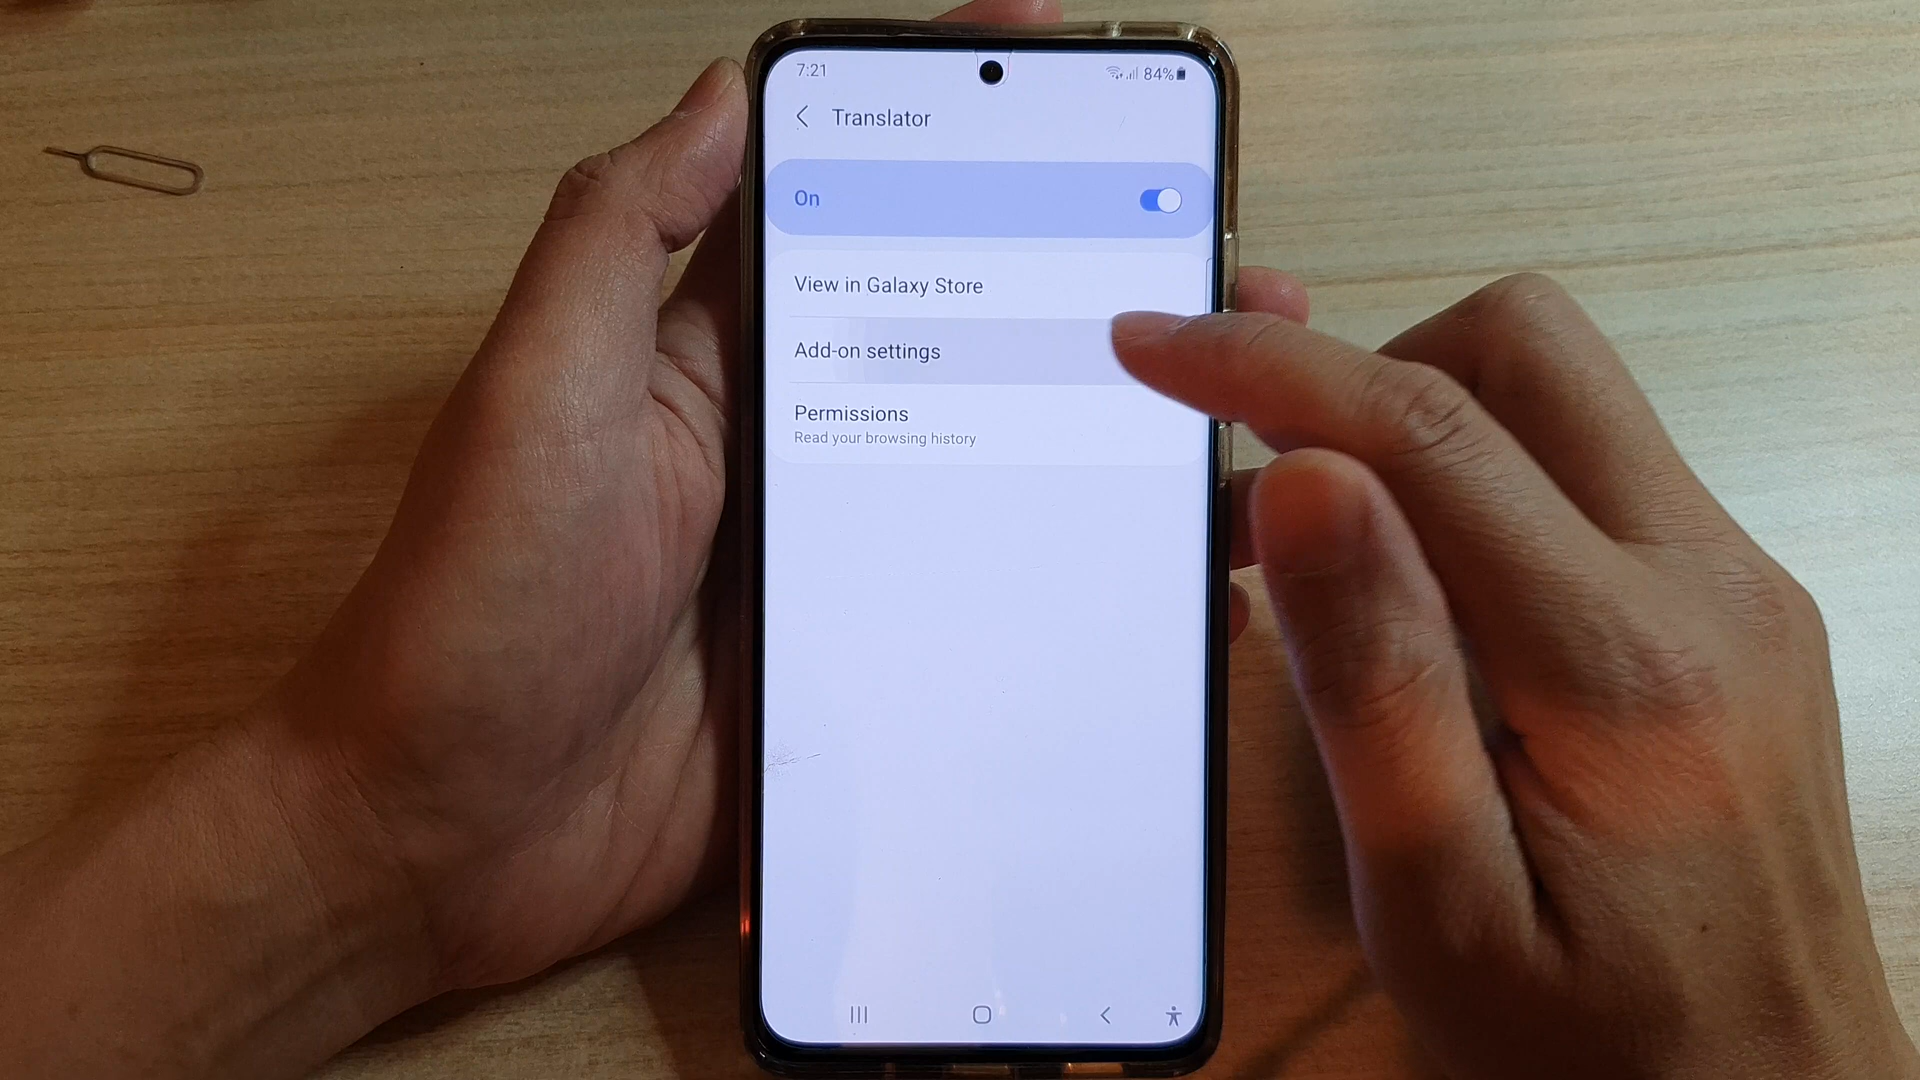 7:21
84%
Translator
On
View in Galaxy Store
Add-on settings
Permissions
Read your browsing history